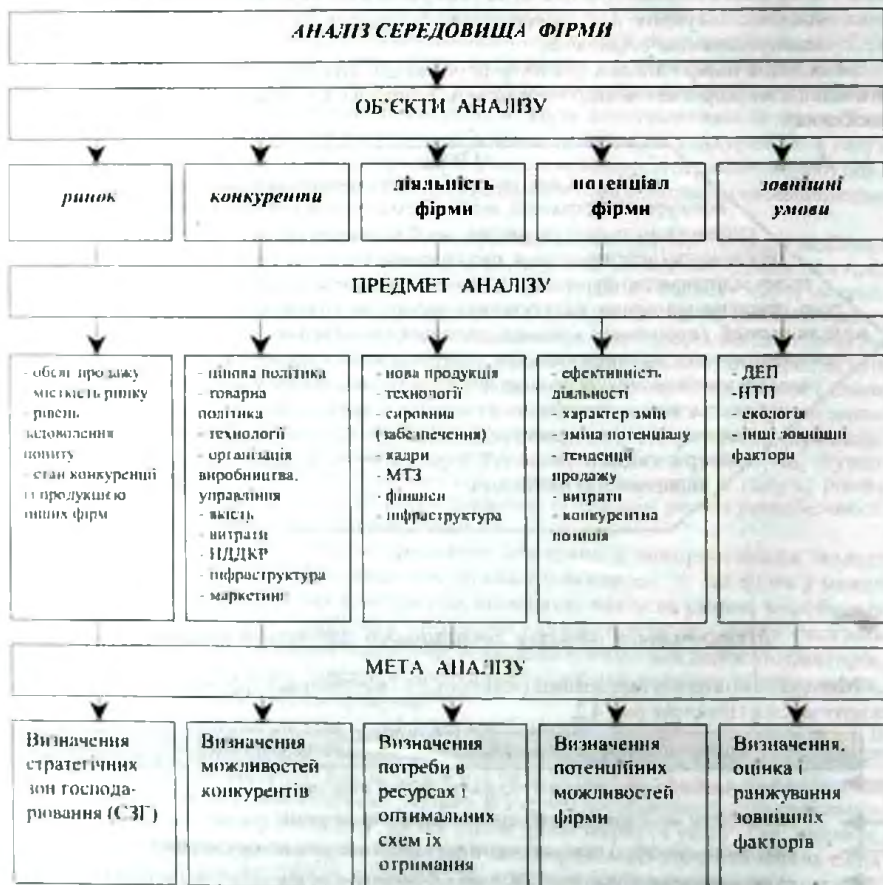 АНАЛІЗ СЕРЕДОВИЩА ФІРМИ
ОБ'ЄКТИ АНАЛІЗУ
ринок
конкуренти
діяльність
фірми
потенціал
фірми
зовнішні
умови
ПРЕДМЕТ АНАЛІЗУ
- обсяг продажу
- місткість ринку
- рівень
задоволення
попиту
- стан конкуренції
із продукцією
інших фірм
- цінова політика
- товарна
політика
- технології
- організація
виробництва,
управління
- якість
- витрати
- НДДКР
- інфраструктура
- маркетинг
- нова продукція
- технології
- сировина
(забезпечення)
- кадри
- МТЗ
- фінанси
- інфраструктура
- ефективність
діяльності
- характер змін
- зміна потенціалу
- тенденції
продажу
- витрати
- конкурентна
позиція
- ДЕП
- НТП
- екологія
- інші зовнішні
фактори
МЕТА АНАЛІЗУ
Визначення
стратегічних
зон господа-
рювання (СЗГ)
Визначення
можливостей
конкурентів
Визначення
потреби в
ресурсах і
оптимальних
схем їх
отримання
Визначення
потенційних
можливостей
фірми
Визначення,
оцінка і
ранжування
зовнішніх
факторів